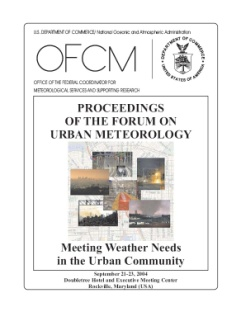 U.S. DEPARTMENT OF COMMERCE/ National Oceanic and Atmospheric Administration
OFCM
DEPARTMENT OF COMMERCE
UNITED STATES OF AMERICA
OFFICE OF THE FEDERAL COORDINATOR FOR
METEOROLOGICAL SERVICES AND SUPPORTING RESEARCH
PROCEEDINGS
OF THE FORUM ON
URBAN METEOROLOGY
Meeting Weather Needs
in the Urban Community
September 21-23, 2004
Doubletree Hotel and Executive Meeting Center
Rockville, Maryland (USA)